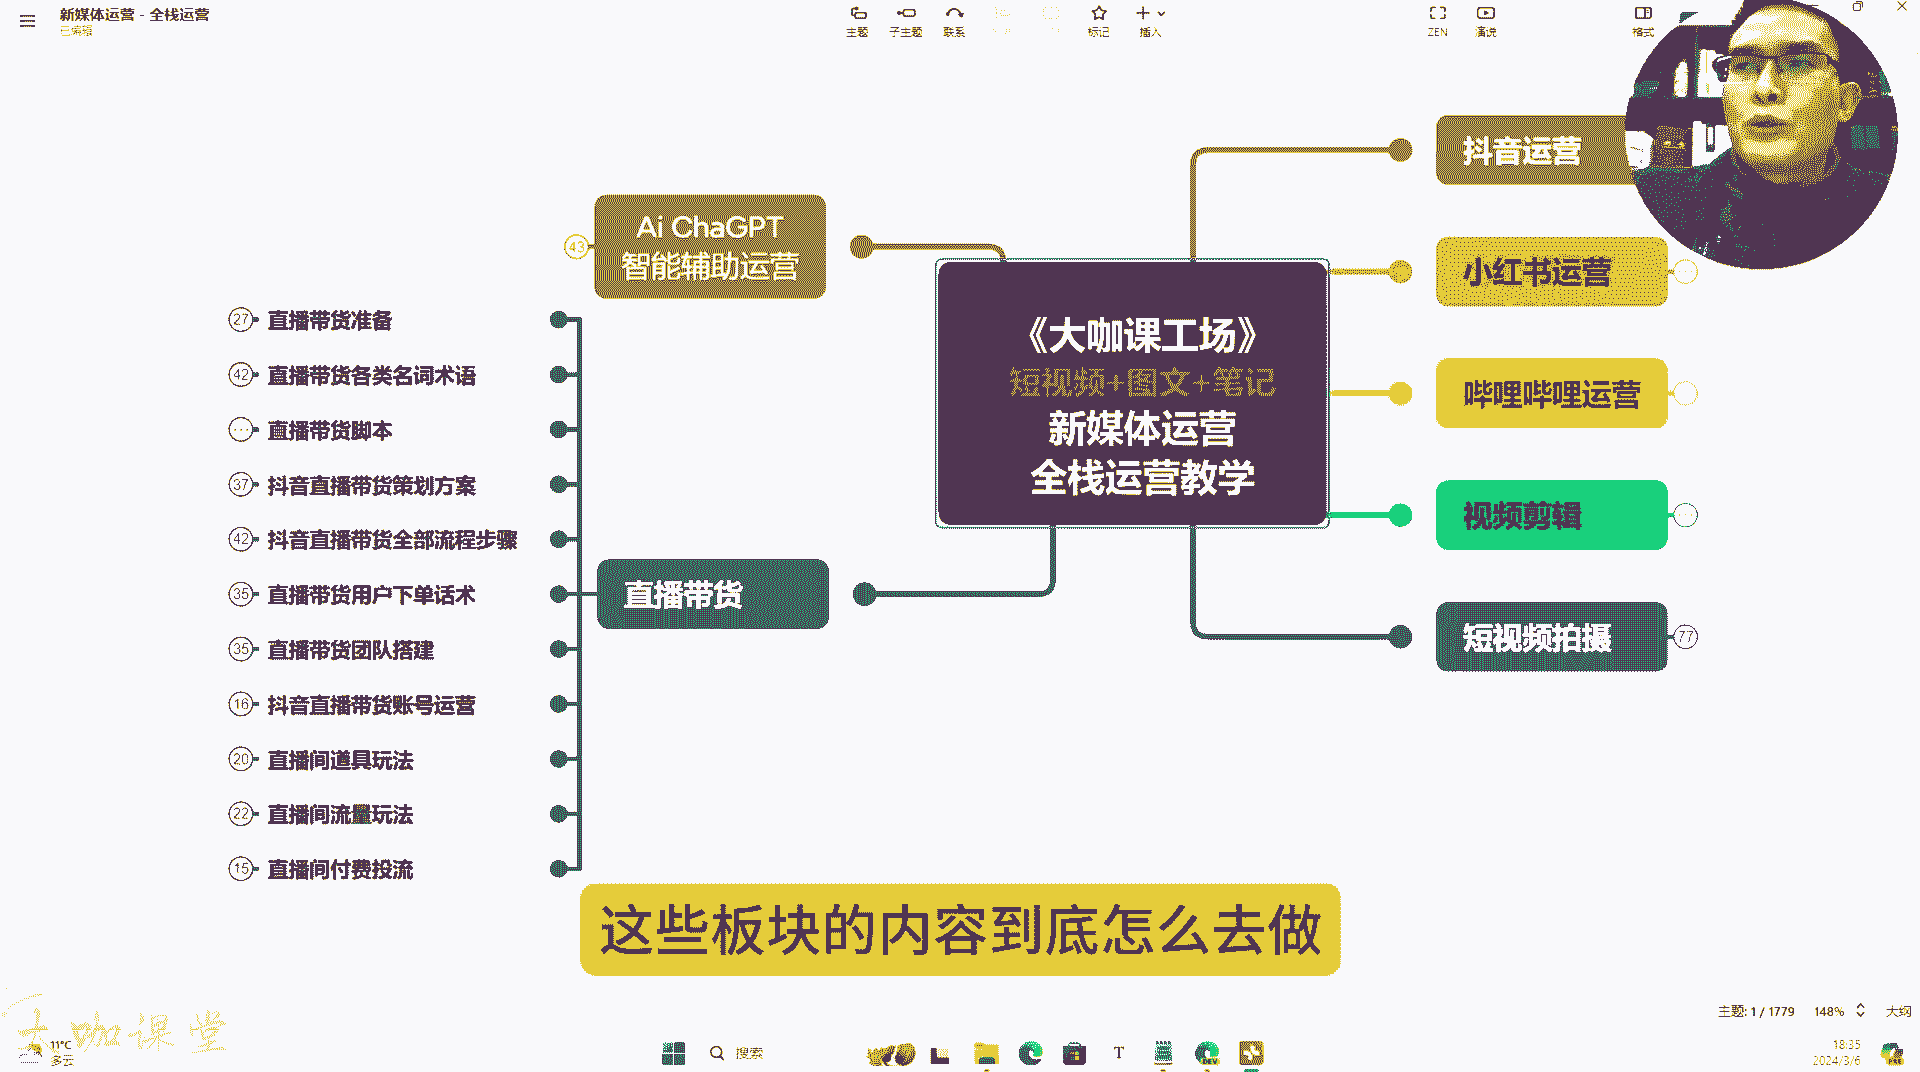 新媒体运营 - 全栈运营
已编辑
主题
子主题
联系
标记
插入
ZEN
演说
格式
抖音运营
Ai ChaGPT
智能辅助运营
43
小红书运营
《大咖课工场》
短视频+图文+笔记
新媒体运营
全栈运营教学
27
直播带货准备
42
直播带货各类名词术语
哔哩哔哩运营
直播带货脚本
37
抖音直播带货策划方案
视频剪辑
42
抖音直播带货全部流程步骤
35
直播带货用户下单话术
直播带货
短视频拍摄
77
35
直播带货团队搭建
16
抖音直播带货账号运营
20
直播间道具玩法
22
直播间流量玩法
15
直播间付费投流
这些板块的内容到底怎么去做
主题: 1 / 1779
148%
大纲
大咖课堂
11°C
多云
搜索
18:35
2024/3/6